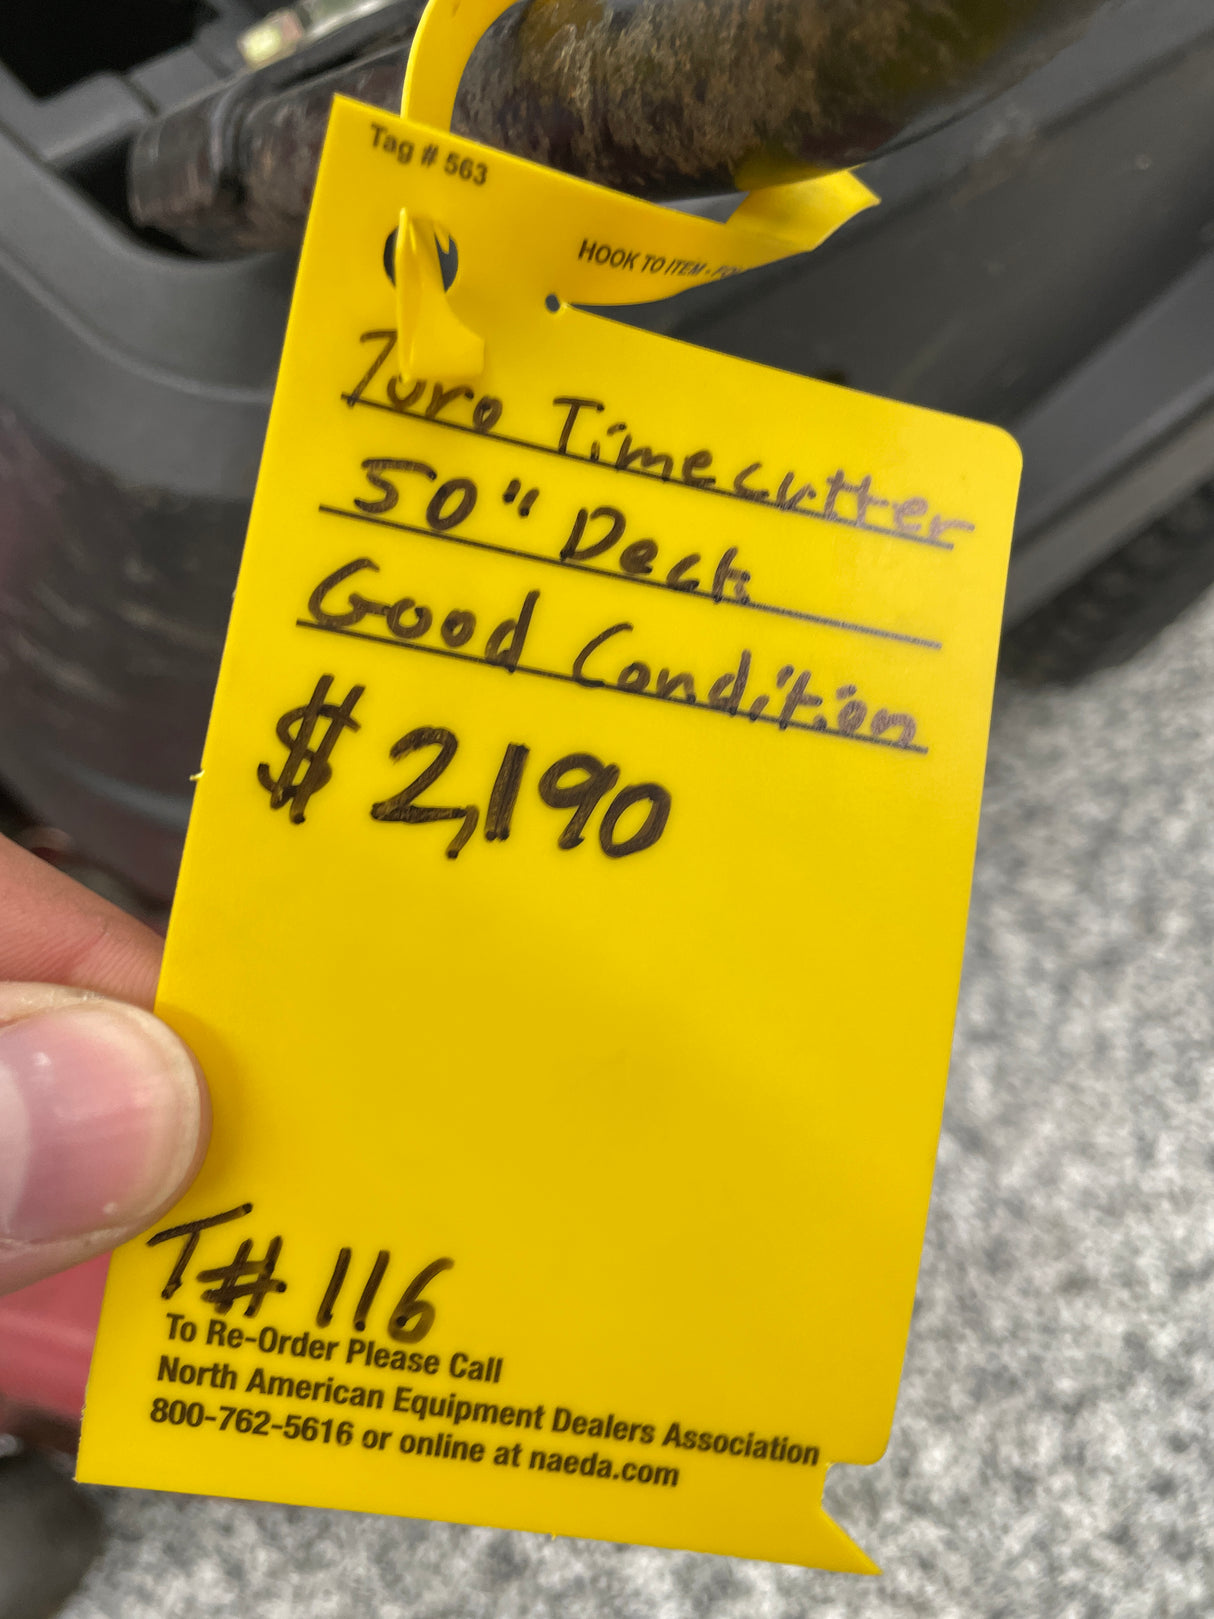 Tag # 563
HOOK TO ITEM - FO
Toro Timecutter
50" Deck
Good Condition
$ 2,190
T# 116
To Re-Order Please Call
North American Equipment Dealers Association
800-762-5616 or online at naeda.com